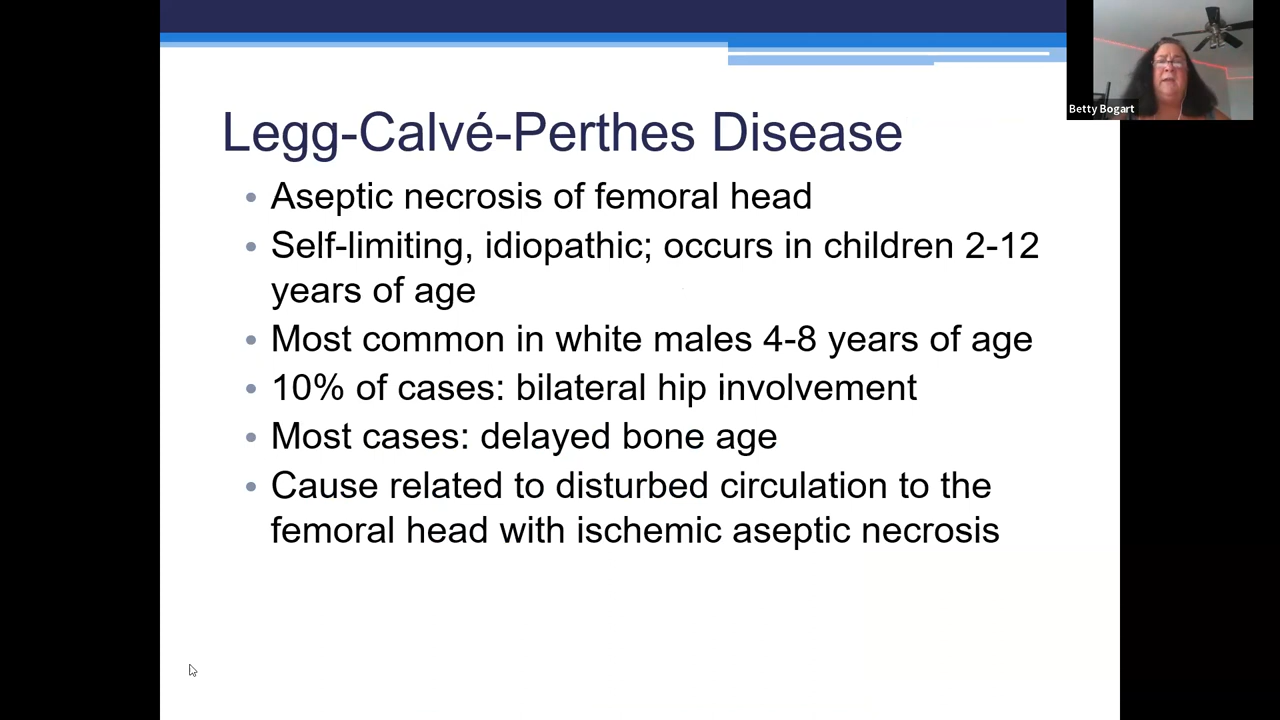 Betty Bogart
Legg-Calvé-Perthes Disease
• Aseptic necrosis of femoral head
• Self-limiting, idiopathic; occurs in children 2-12
years of age
• Most common in white males 4-8 years of age
• 10% of cases: bilateral hip involvement
• Most cases: delayed bone age
• Cause related to disturbed circulation to the
femoral head with ischemic aseptic necrosis